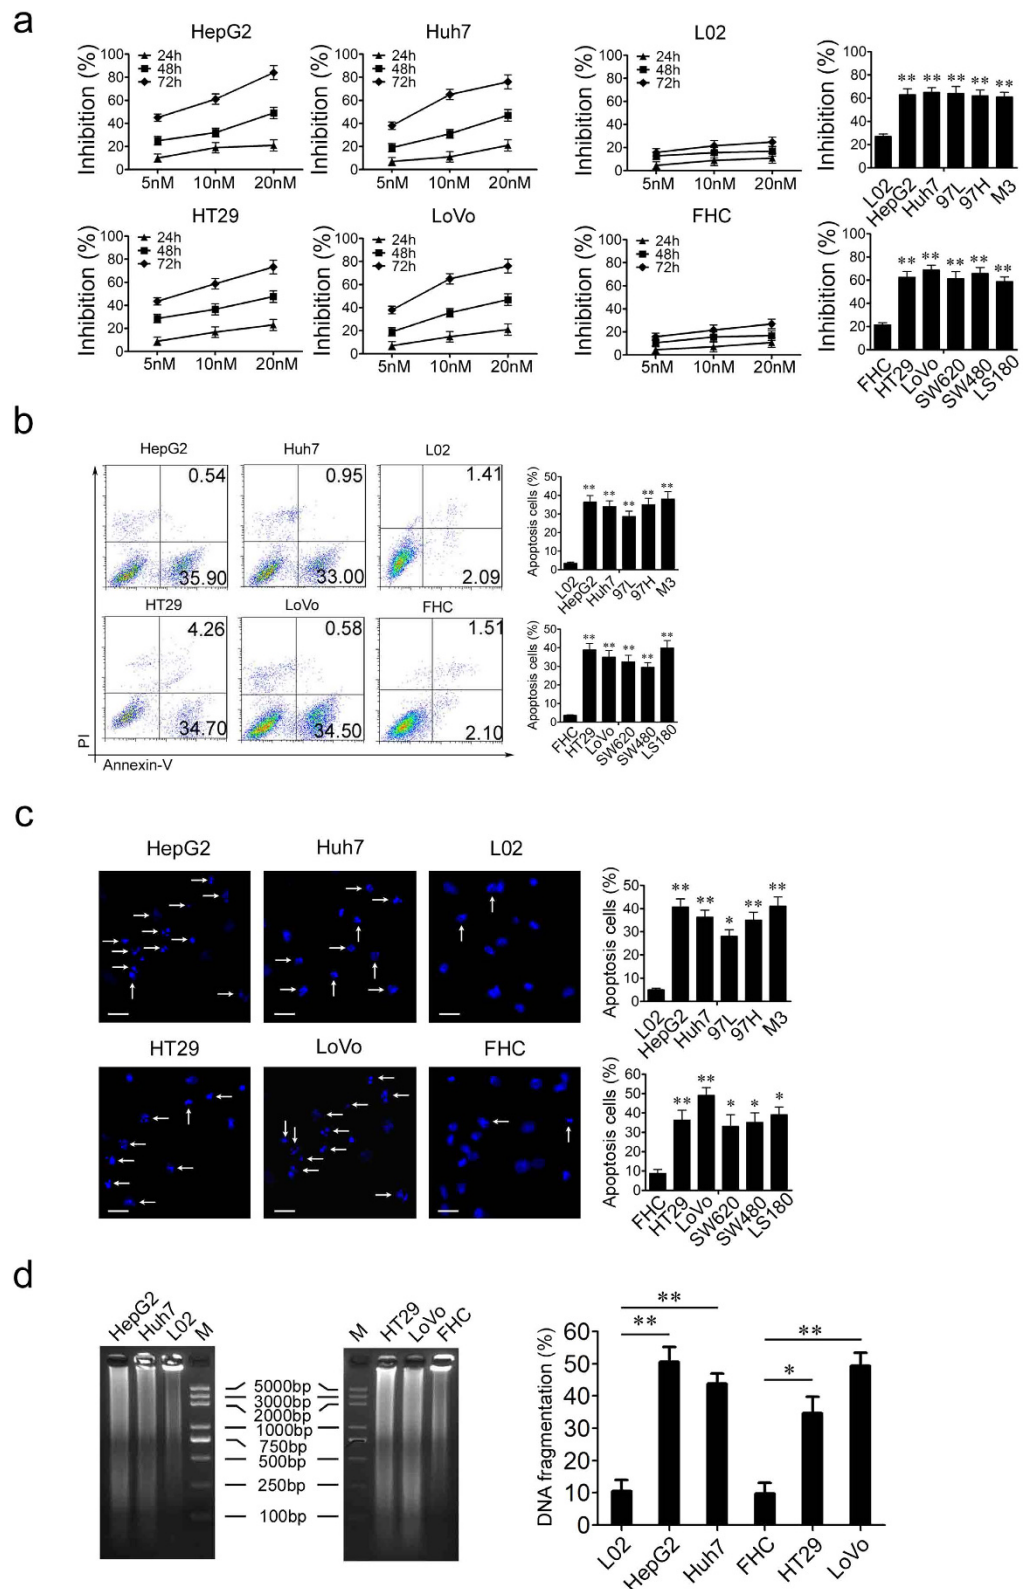 a
HepG2
Inhibition (%)
100
80
60
40
20
0
24h
48h
72h
5nM 10nM 20nM
Huh7
Inhibition (%)
100
80
60
40
20
0
24h
48h
72h
5nM 10nM 20nM
L02
Inhibition (%)
100
80
60
40
20
0
24h
48h
72h
5nM 10nM 20nM
Inhibition (%)
100
80
60
40
20
0
** ** ** ** **
L02 HepG2 Huh7 97L 97H M3
HT29
Inhibition (%)
100
80
60
40
20
0
24h
48h
72h
5nM 10nM 20nM
LoVo
Inhibition (%)
100
80
60
40
20
0
24h
48h
72h
5nM 10nM 20nM
FHC
Inhibition (%)
100
80
60
40
20
0
24h
48h
72h
5nM 10nM 20nM
Inhibition (%)
100
80
60
40
20
0
** ** ** ** **
FHC HT29 LoVo SW620 SW480 LS180
b
HepG2
0.54
35.90
Huh7
0.95
33.00
L02
1.41
2.09
HT29
4.26
34.70
LoVo
0.58
34.50
FHC
1.51
2.10
PI
Annexin-V
Apoptosis cells (%)
50
40
30
20
10
0
** ** ** ** **
L02 HepG2 Huh7 97L 97H M3
Apoptosis cells (%)
50
40
30
20
10
0
** ** ** ** **
FHC HT29 LoVo SW620 SW480 LS180
c
HepG2
Huh7
L02
HT29
LoVo
FHC
Apoptosis cells (%)
50
40
30
20
10
0
** ** * ** **
L02 HepG2 Huh7 97L 97H M3
Apoptosis cells (%)
60
50
40
30
20
10
0
** ** * * *
FHC HT29 LoVo SW620 SW480 LS180
d
HepG2 Huh7 L02 M
M HT29 LoVo FHC
5000bp
3000bp
2000bp
1000bp
750bp
500bp
250bp
100bp
DNA fragmentation (%)
60
50
40
30
20
10
0
**
**
**
*
L02 HepG2 Huh7 FHC HT29 LoVo